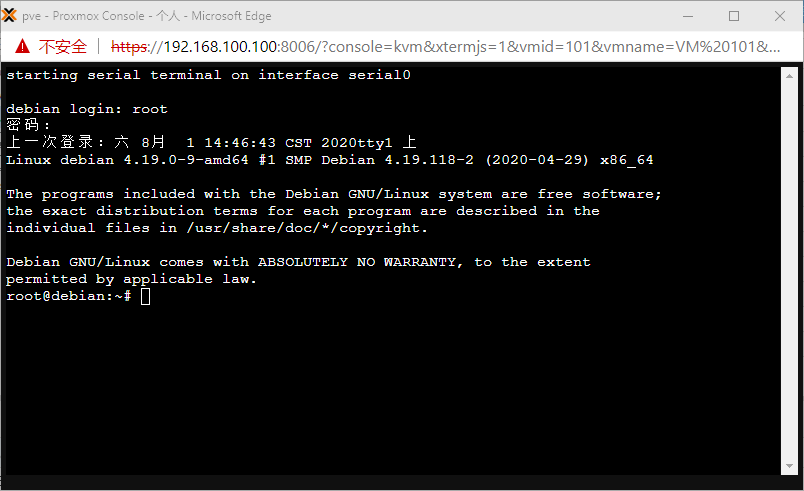 pve - Proxmox Console - 个人 - Microsoft Edge
不安全 https://192.168.100.100:8006/?console=kvm&xtermjs=1&vmid=101&vmname=VM%20101&...
starting serial terminal on interface serial0
debian login: root
密码:
上一次登录: 六 8月  1 14:46:43 CST 2020tty1 上
Linux debian 4.19.0-9-amd64 #1 SMP Debian 4.19.118-2 (2020-04-29) x86_64
The programs included with the Debian GNU/Linux system are free software;
the exact distribution terms for each program are described in the
individual files in /usr/share/doc/*/copyright.
Debian GNU/Linux comes with ABSOLUTELY NO WARRANTY, to the extent
permitted by applicable law.
root@debian:~#